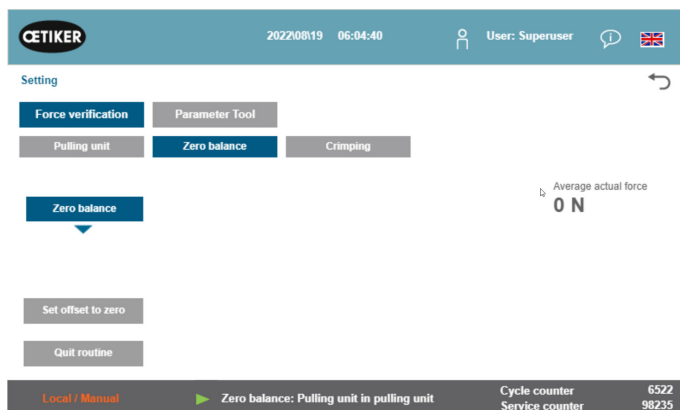 OETIKER
2022\08\19 06:04:40
User: Superuser
Setting
Force verification Parameter Tool
Pulling unit Zero balance Crimping
Average actual force
0 N
Zero balance
Set offset to zero
Quit routine
Local / Manual Zero balance: Pulling unit in pulling unit
Cycle counter 6522
Service counter 98235